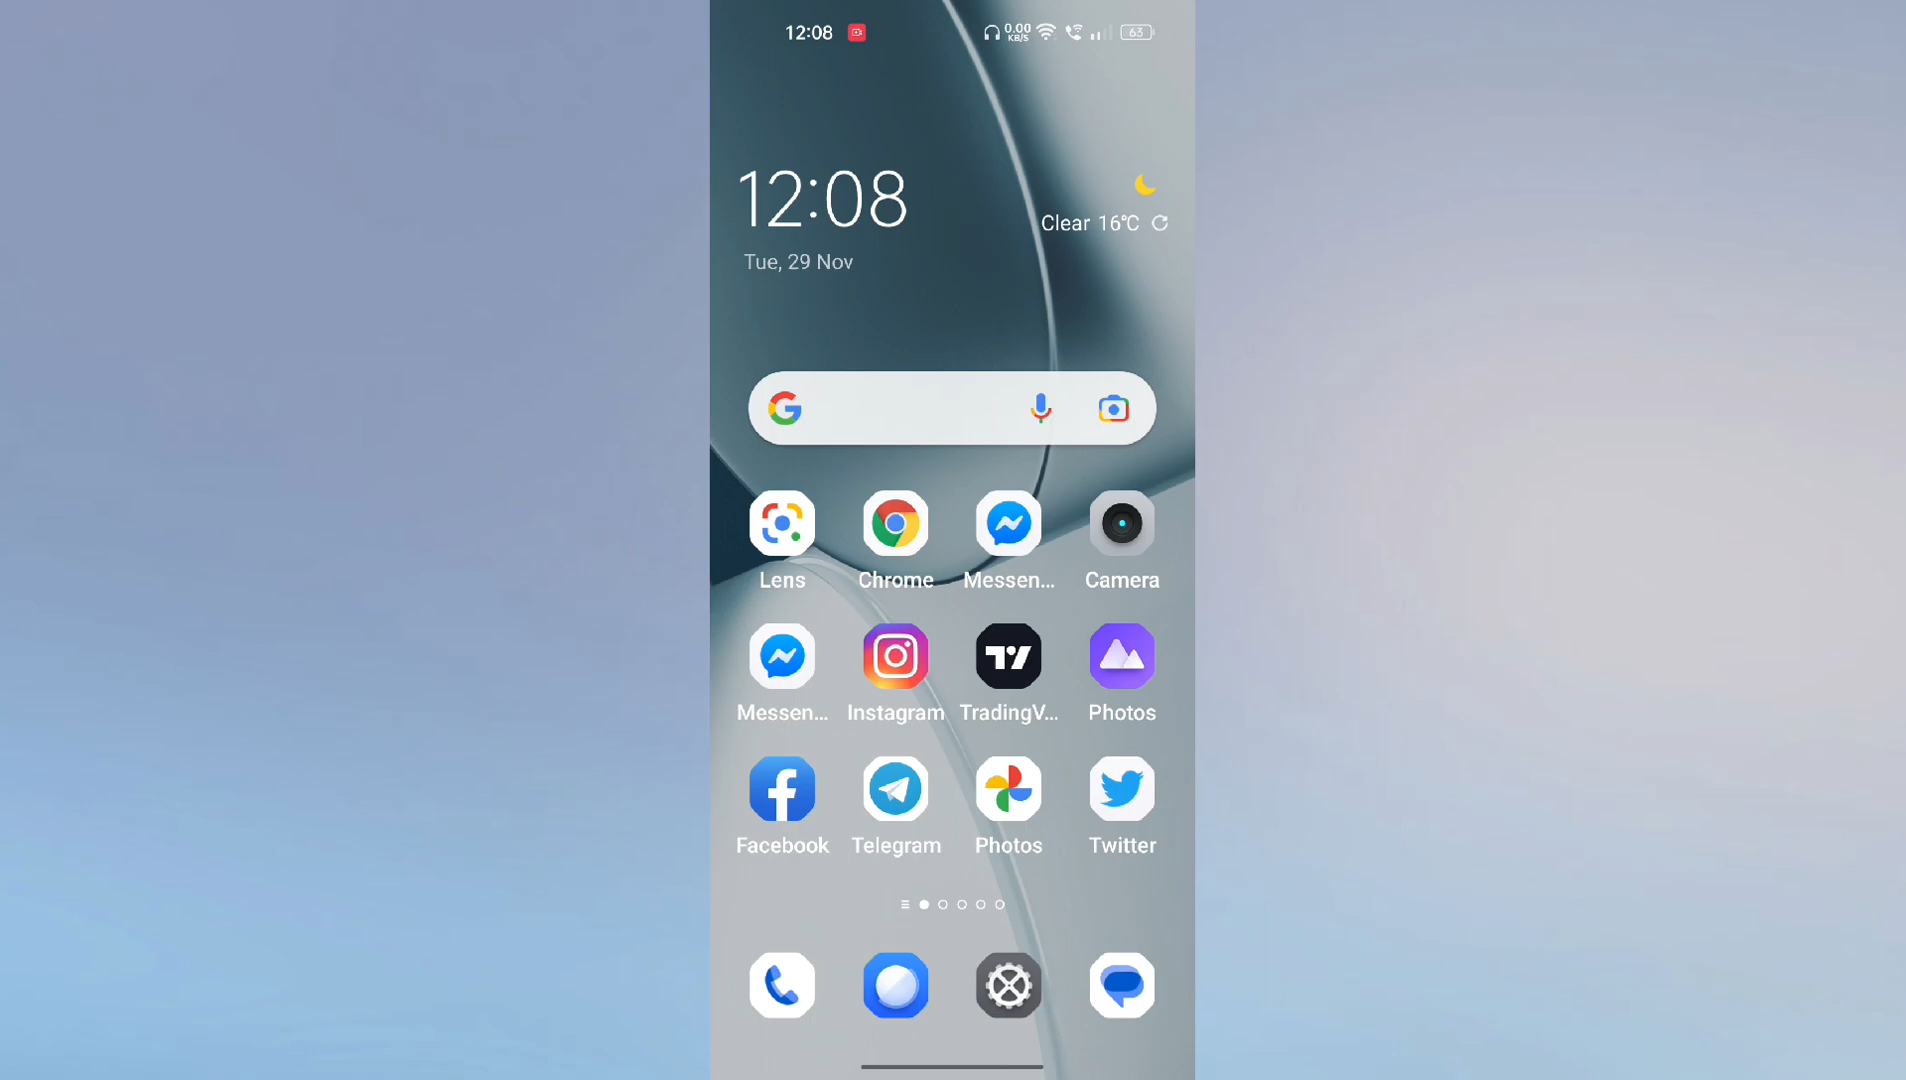 12:08
0.00
KB/S
63
12:08
Clear 16°C
Tue, 29 Nov
Lens
Chrome
Messen...
Camera
Messen...
Instagram
TradingV...
Photos
Facebook
Telegram
Photos
Twitter